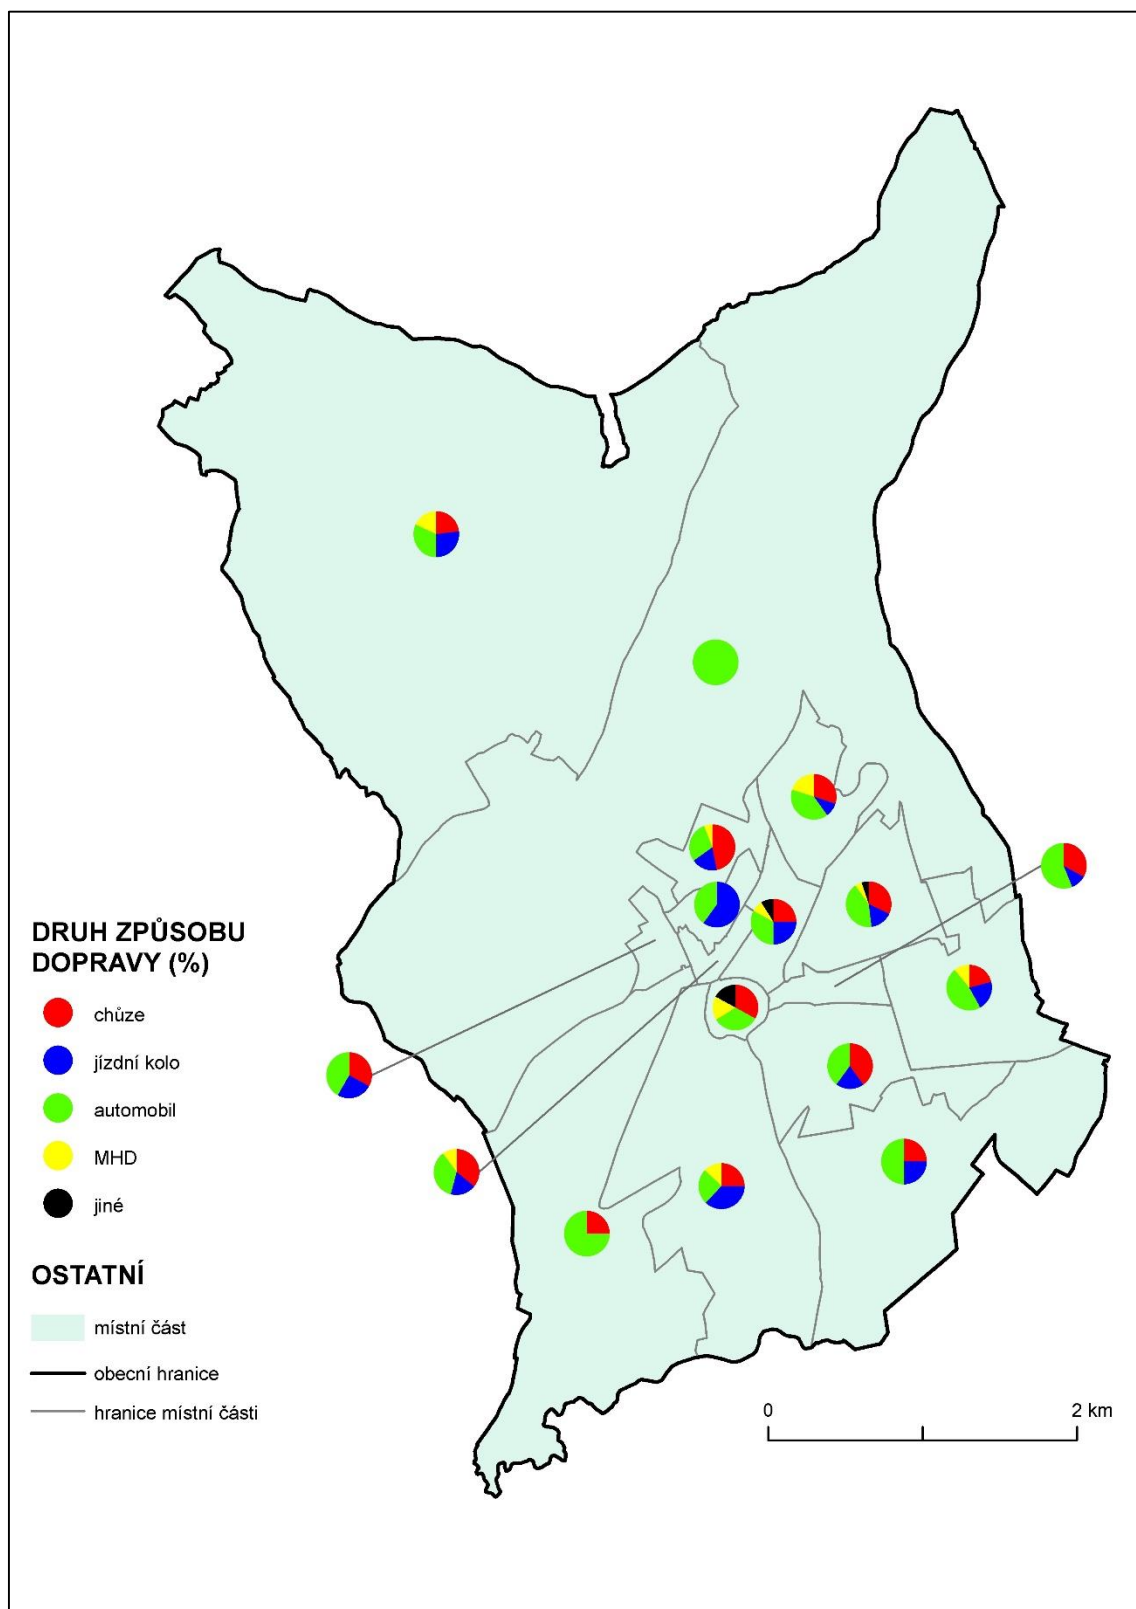 DRUH ZPŮSOBU
DOPRAVY (%)
chůze
jízdní kolo
automobil
MHD
jiné
OSTATNÍ
místní část
obecní hranice
hranice místní části
0 2 km